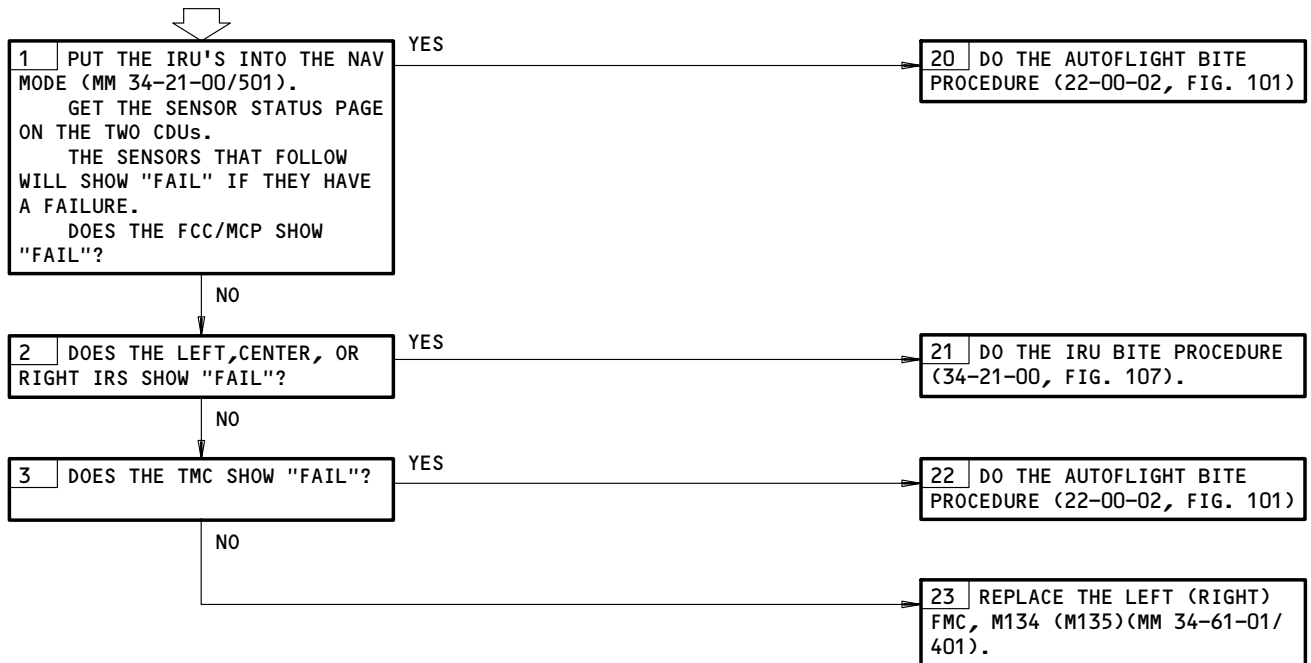 1 PUT THE IRU'S INTO THE NAV
MODE (MM 34-21-00/501).
GET THE SENSOR STATUS PAGE
ON THE TWO CDUs.
THE SENSORS THAT FOLLOW
WILL SHOW "FAIL" IF THEY HAVE
A FAILURE.
DOES THE FCC/MCP SHOW
"FAIL"?
YES
20 DO THE AUTOFLIGHT BITE
PROCEDURE (22-00-02, FIG. 101)
NO
2 DOES THE LEFT,CENTER, OR
RIGHT IRS SHOW "FAIL"?
YES
21 DO THE IRU BITE PROCEDURE
(34-21-00, FIG. 107).
NO
3 DOES THE TMC SHOW "FAIL"?
YES
22 DO THE AUTOFLIGHT BITE
PROCEDURE (22-00-02, FIG. 101)
NO
23 REPLACE THE LEFT (RIGHT)
FMC, M134 (M135)(MM 34-61-01/
401).